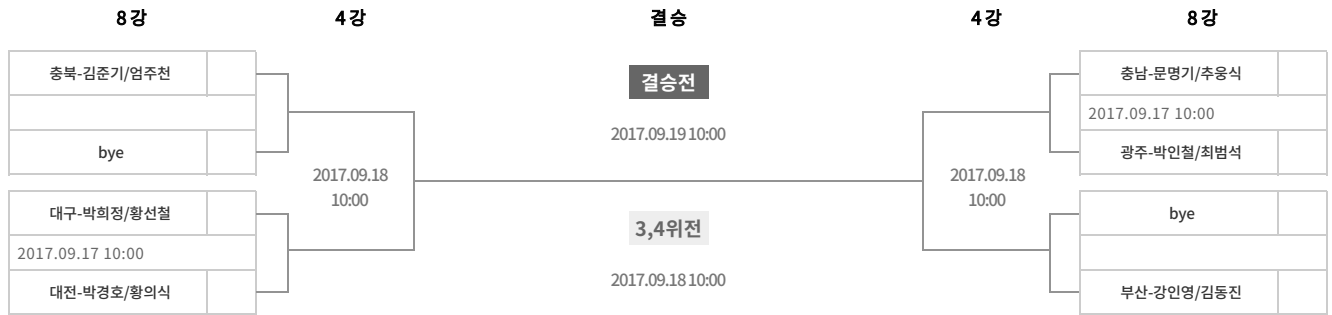 8강 4강 결승 4강 8강
충북-김준기/엄주천
bye
대구-박희정/황선철
2017.09.17 10:00
대전-박경호/황의식
2017.09.18
10:00
결승전
2017.09.19 10:00
3,4위전
2017.09.18 10:00
2017.09.18
10:00
충남-문명기/추웅식
2017.09.17 10:00
광주-박인철/최범석
bye
부산-강인영/김동진